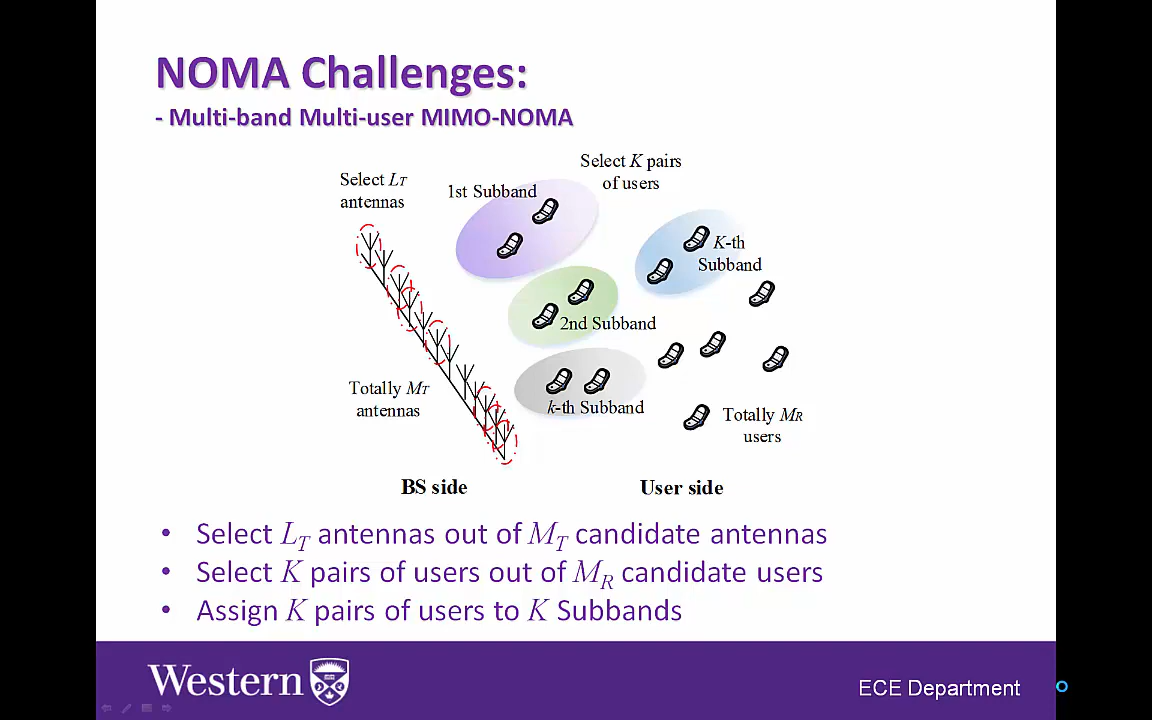 NOMA Challenges:
- Multi-band Multi-user MIMO-NOMA
Select K pairs
of users
Select LT
antennas
1st Subband
K-th
Subband
2nd Subband
Totally MT
antennas
k-th Subband
Totally MR
users
BS side
User side
• Select LT antennas out of MT candidate antennas
• Select K pairs of users out of MR candidate users
• Assign K pairs of users to K Subbands
Western
ECE Department